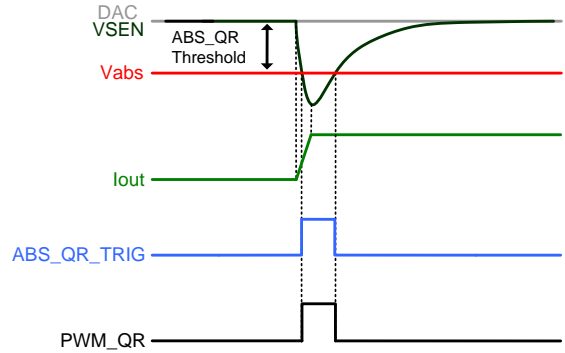 DAC
VSEN
ABS_QR
Threshold
Vabs
Iout
ABS_QR_TRIG
PWM_QR